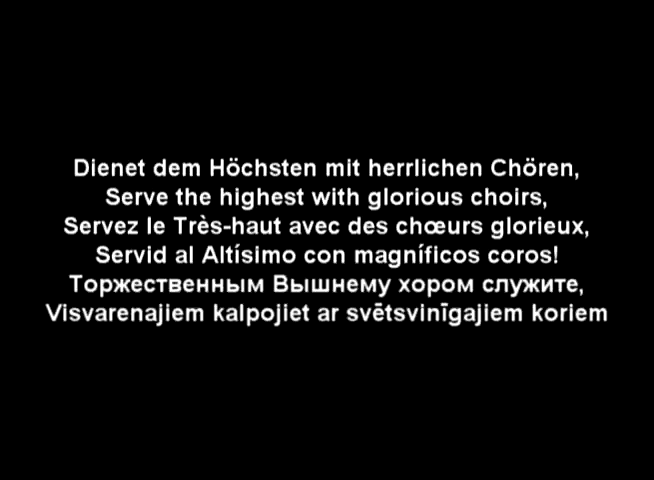 Dienet dem Höchsten mit herrlichen Chören,
Serve the highest with glorious choirs,
Servez le Très-haut avec des chœurs glorieux,
Servid al Altísimo con magníficos coros!
Торжественным Вышнему хором служите,
Visvarenajiem kalpojiet ar svētsvinīgajiem koriem